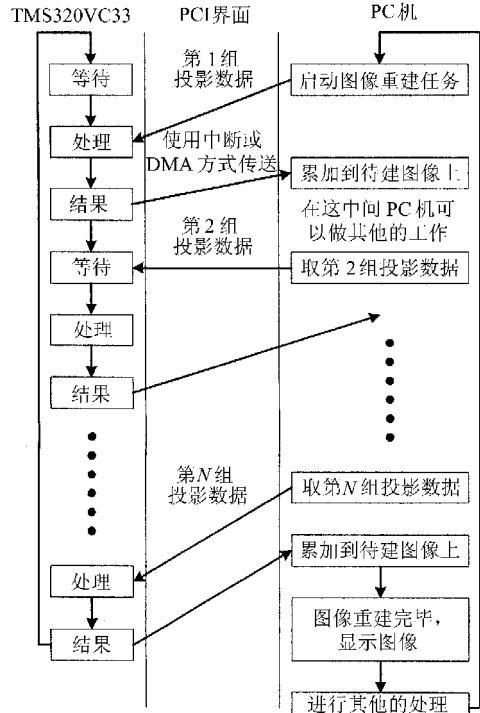 TMS320VC33
PCI界面
PC机
等待
第1组
投影数据
启动图像重建任务
处理
使用中断或
DMA方式传送
累加到待建图像上
结果
第2组
投影数据
在这中间PC机可
以做其他的工作
等待
取第2组投影数据
处理
结果
第N组
投影数据
取第N组投影数据
累加到待建图像上
处理
图像重建完毕，
显示图像
结果
进行其他的处理